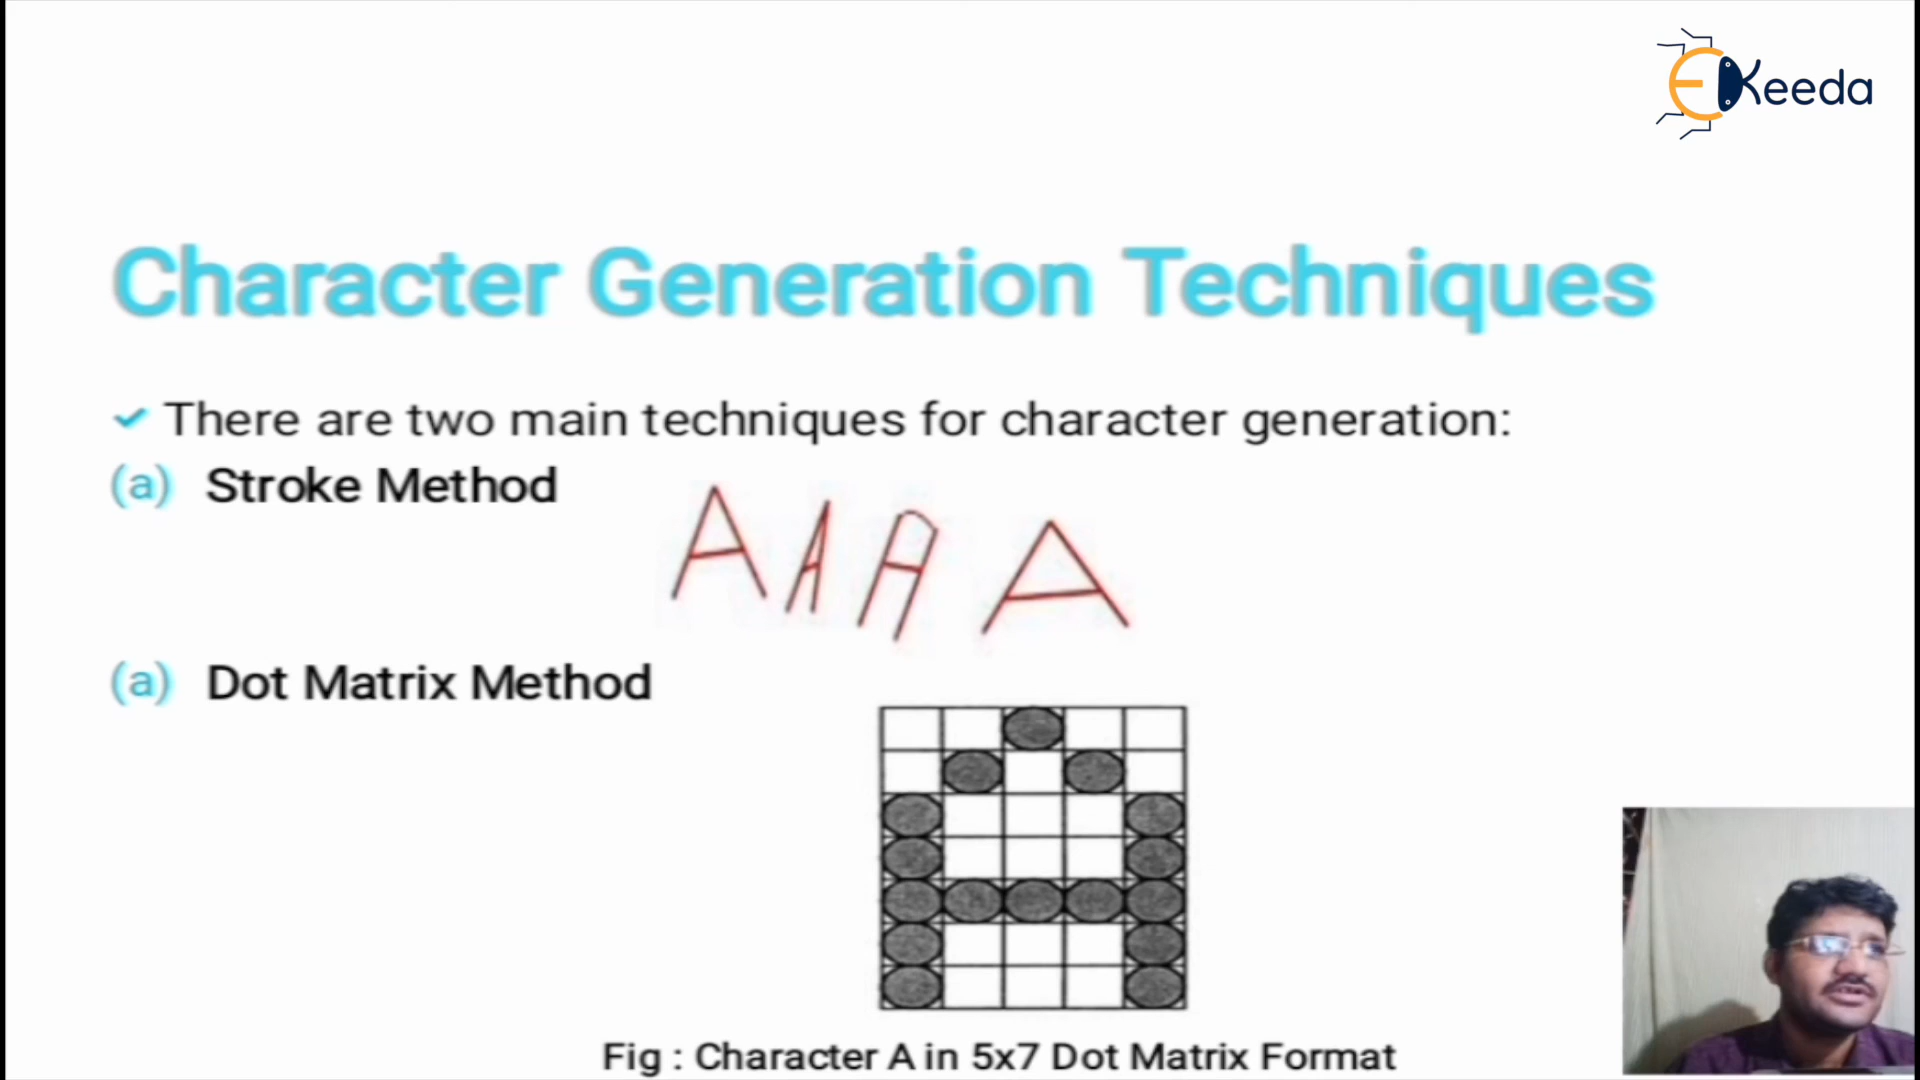 EKeeda
Character Generation Techniques
There are two main techniques for character generation:
(a) Stroke Method
A A A A
(a) Dot Matrix Method
Fig : Character A in 5x7 Dot Matrix Format